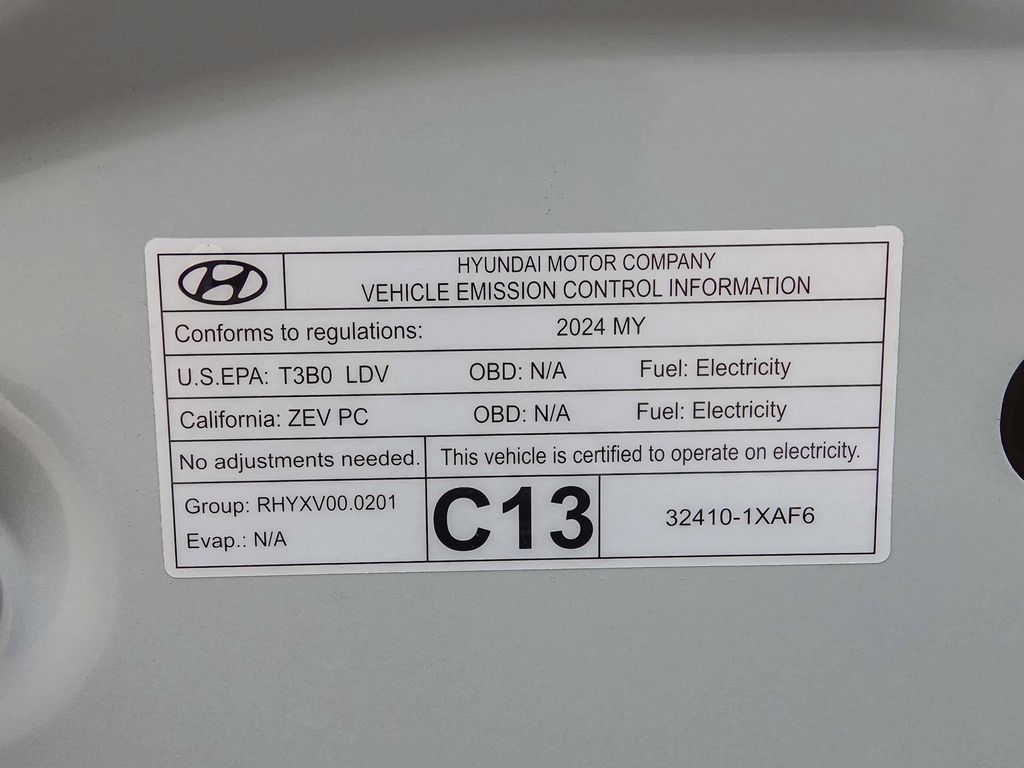 HYUNDAI MOTOR COMPANY
VEHICLE EMISSION CONTROL INFORMATION
Conforms to regulations: 2024 MY
U.S.EPA: T3B0 LDV OBD: N/A Fuel: Electricity
California: ZEV PC OBD: N/A Fuel: Electricity
No adjustments needed. This vehicle is certified to operate on electricity.
Group: RHYXV00.0201
Evap.: N/A
C13
32410-1XAF6